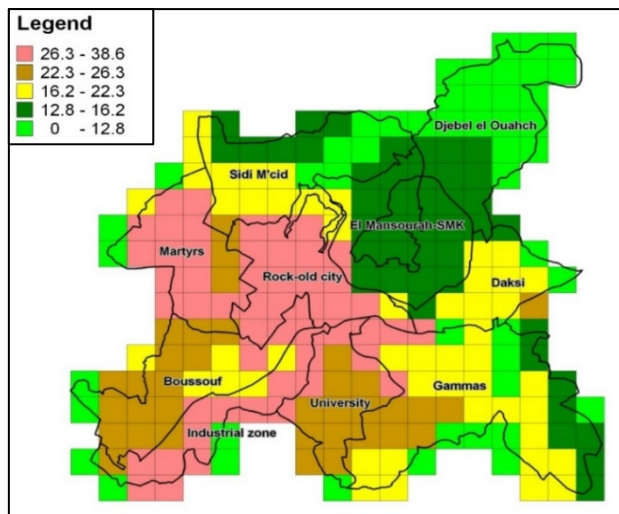 Legend
26.3 - 38.6
22.3 - 26.3
16.2 - 22.3
12.8 - 16.2
0 - 12.8
Djebel el Ouahch
Sidi M'cid
El Mansourah-SMK
Martyrs
Rock-old city
Daksi
Boussouf
Gammas
University
Industrial zone